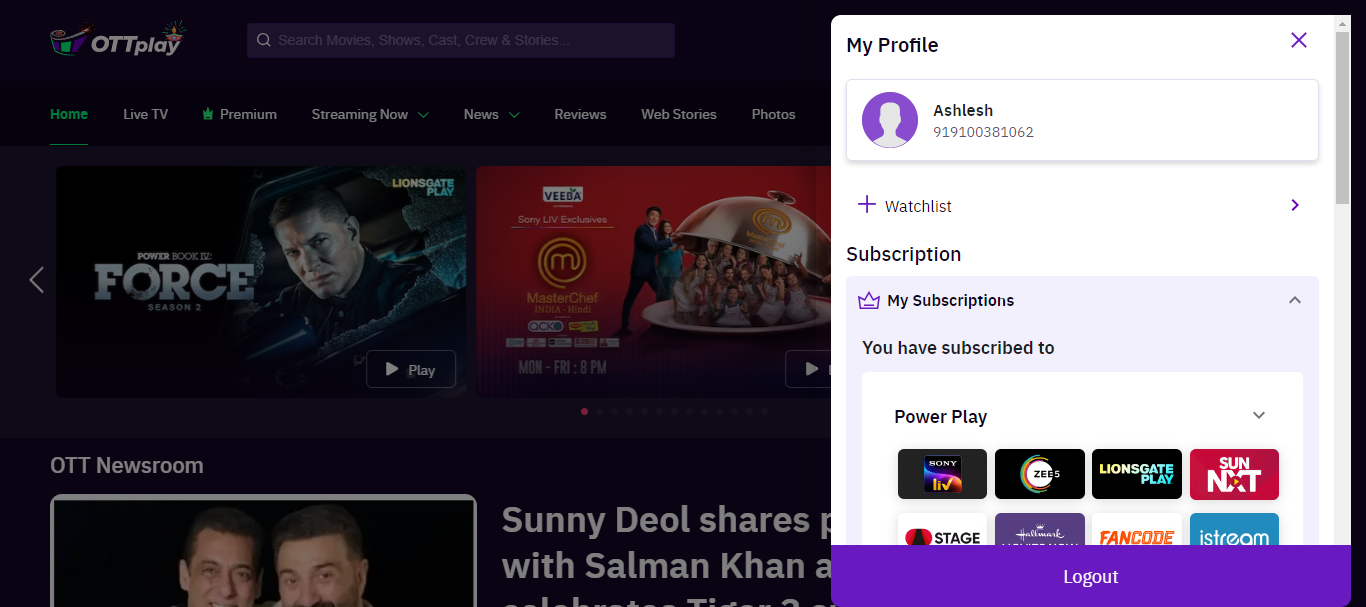 OTTplay
Search Movies, Shows, Cast, Crew & Stories...
Home
Live TV
Premium
Streaming Now
News
Reviews
Web Stories
Photos
LIONSGATE
PLAY
POWER BOOK IV:
FORCE
SEASON 2
Play
VEEBA
Sony LIV Exclusives
MasterChef
INDIA - Hindi
ACKO
MON - FRI : 8 PM
MasterChef
OTT Newsroom
Sunny Deol shares
with Salman Khan
My Profile
Ashlesh
919100381062
Watchlist
Subscription
My Subscriptions
You have subscribed to
Power Play
SONY
liv
ZEE5
LIONSGATE
PLAY
SUN
NXT
STAGE
Hallmark
FANCODE
istream
Logout